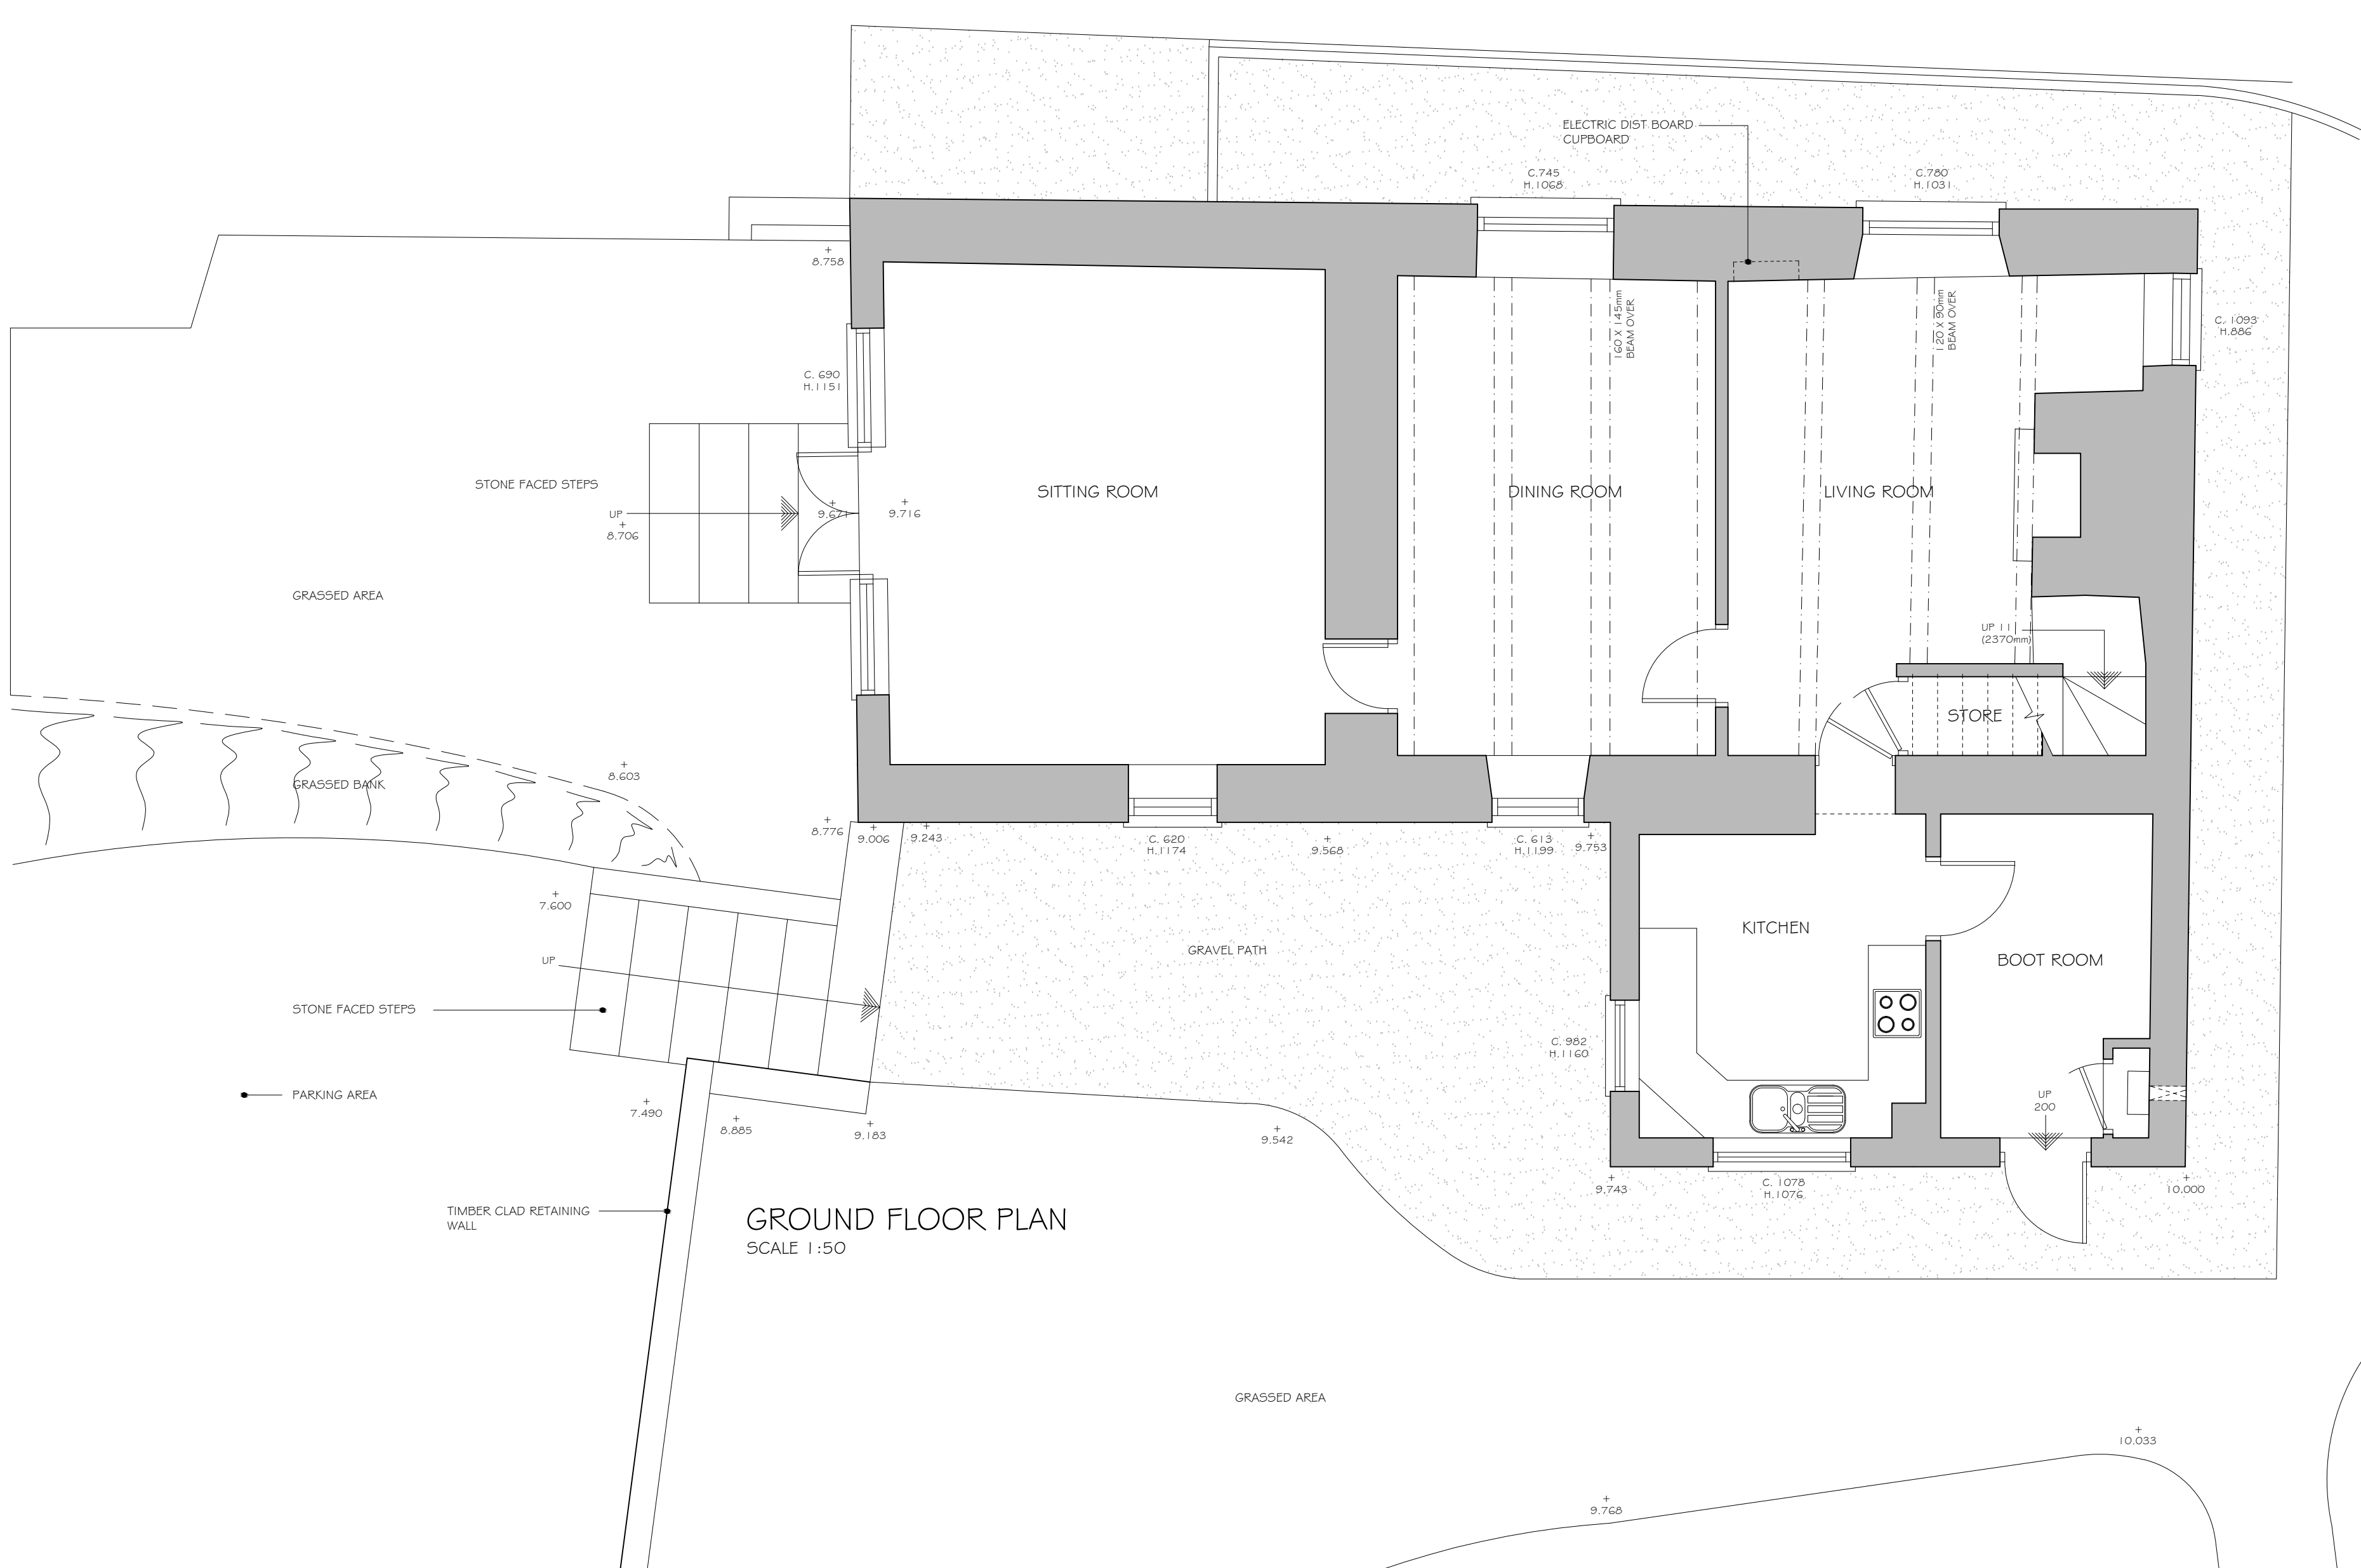 ELECTRIC DIST BOARD
CUPBOARD
C.745
H.1068
C.780
H.1031
8.758
160 X 145mm
BEAM OVER
120 X 90mm
BEAM OVER
C. 1093
H.886
C. 690
H.1151
STONE FACED STEPS
UP
8.706
9.671
9.716
SITTING ROOM
DINING ROOM
LIVING ROOM
GRASSED AREA
UP 11
(2370mm)
STORE
GRASSED BANK
8.603
8.776
9.006
9.243
C. 620
H.1174
9.568
C. 613
H.1199
9.753
7.600
KITCHEN
GRAVEL PATH
UP
BOOT ROOM
STONE FACED STEPS
C. 982
H.1160
PARKING AREA
7.490
8.885
9.183
9.542
UP
200
9.743
C. 1078
H.1076
10.000
TIMBER CLAD RETAINING
WALL
GROUND FLOOR PLAN
SCALE 1:50
GRASSED AREA
10.033
9.768